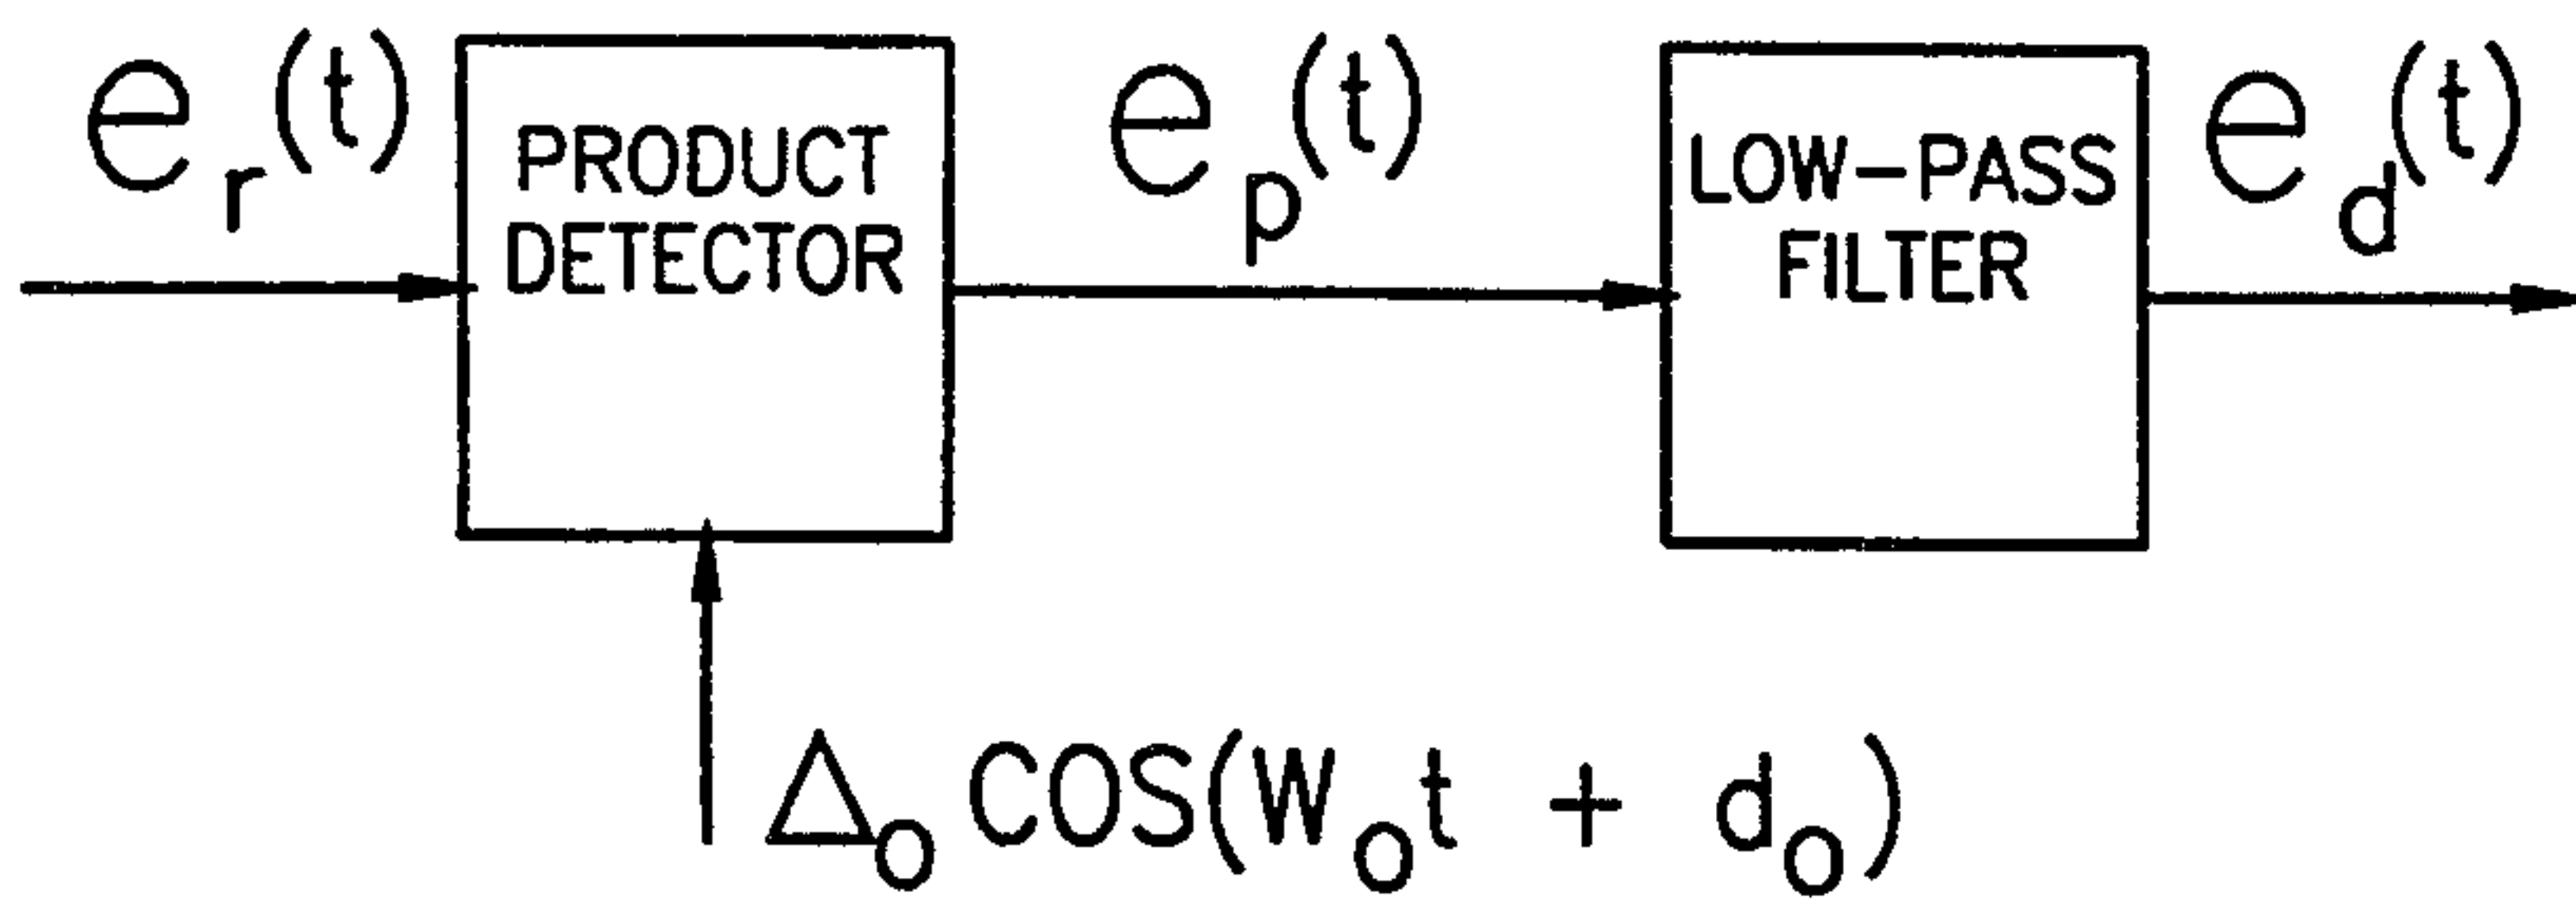 e_r(t)
PRODUCT
DETECTOR
e_p(t)
LOW-PASS
FILTER
e_d(t)
Δ_o COS(W_o t + d_o)